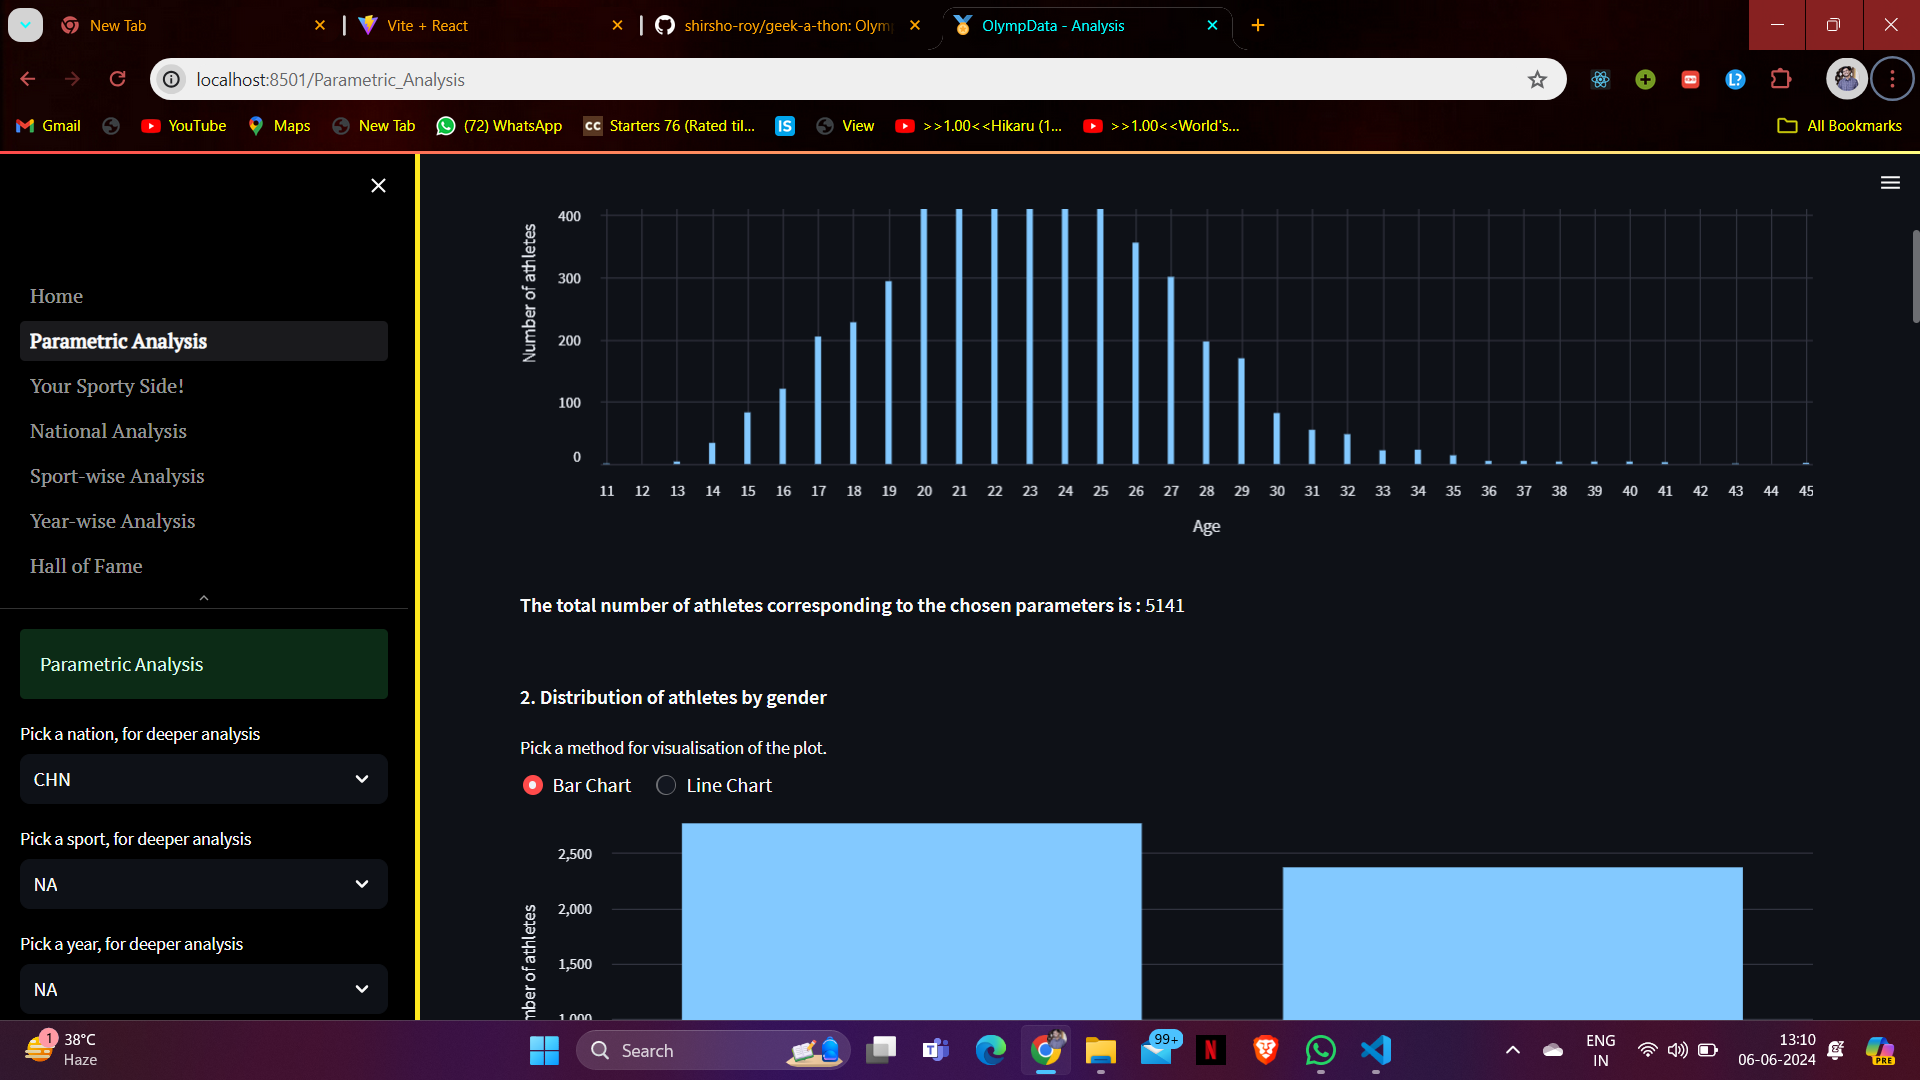 New Tab
Vite + React
shirsho-roy/geek-a-thon: Olym
OlympData - Analysis
localhost:8501/Parametric_Analysis
Gmail
YouTube
Maps
New Tab
(72) WhatsApp
CC
Starters 76 (Rated til...
IS
View
>>1.00<<Hikaru (1...
>>1.00<<World's...
All Bookmarks
Home
Parametric Analysis
Your Sporty Side!
National Analysis
Sport-wise Analysis
Year-wise Analysis
Hall of Fame
Parametric Analysis
Pick a nation, for deeper analysis
CHN
Pick a sport, for deeper analysis
NA
Pick a year, for deeper analysis
NA
Number of athletes
400
300
200
100
0
11 12 13 14 15 16 17 18 19 20 21 22 23 24 25 26 27 28 29 30 31 32 33 34 35 36 37 38 39 40 41 42 43 44 45
Age
The total number of athletes corresponding to the chosen parameters is : 5141
2. Distribution of athletes by gender
Pick a method for visualisation of the plot.
Bar Chart Line Chart
2,500
2,000
1,500
1,000
mber of athletes
1
38°C
Haze
Search
99+
N
ENG
IN
13:10
06-06-2024
PRE